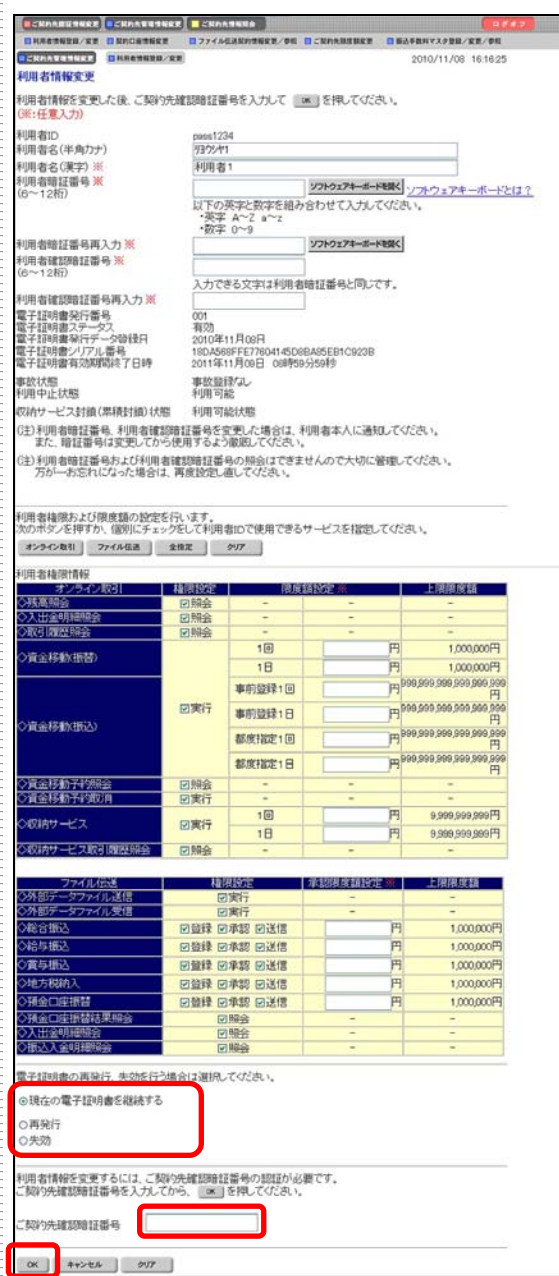 ご契約先認証情報変更 ご契約先管理情報変更 ご契約先情報照会 ログオフ
利用者情報登録/変更 契約口座情報変更 ファイル伝送契約情報変更/参照 ご契約先限度額変更 振込手数料マスタ登録/変更/参照
ご契約先管理情報変更 利用者情報登録/変更 2010/11/08 16:16:25
利用者情報変更
利用者情報を変更した後、ご契約先確認暗証番号を入力して OK を押してください。
(※:任意入力)
利用者ID pass1234
利用者名(半角カナ) リヨウシヤ1
利用者名(漢字) ※ 利用者1
利用者暗証番号 ※ ソフトウェアキーボードを開く ソフトウェアキーボードとは?
(6〜12桁)
以下の英字と数字を組み合わせて入力してください。
・英字 A〜Z a〜z
・数字 0〜9
利用者暗証番号再入力 ※ ソフトウェアキーボードを開く
利用者確認暗証番号 ※
(6〜12桁)
入力できる文字は利用者暗証番号と同じです。
利用者確認暗証番号再入力 ※
電子証明書発行番号 001
電子証明書ステータス 有効
電子証明書発行データ登録日 2010年11月08日
電子証明書シリアル番号 18DA568FFE77604145D8BA85EB1C923B
電子証明書有効期間終了日時 2011年11月09日 08時59分59秒
事故状態 事故登録なし
利用中止状態 利用可能
収納サービス封鎖(累積封鎖)状態 利用可能状態
(注)利用者暗証番号、利用者確認暗証番号を変更した場合は、利用者本人に通知してください。
また、暗証番号は変更してから使用するよう徹底してください。
(注)利用者暗証番号および利用者確認暗証番号の照会はできませんので大切に管理してください。
万が一お忘れになった場合は、再度設定し直してください。
利用者権限および限度額の設定を行います。
次のボタンを押すか、個別にチェックをして利用者IDで使用できるサービスを指定してください。
オンライン取引 ファイル伝送 全指定 クリア
利用者権限情報
オンライン取引 権限設定 限度額設定 ※ 上限限度額
◇残高照会 照会 - - -
◇入出金明細照会 照会 - - -
◇取引履歴照会 照会 - - -
◇資金移動(振替) 1回 円 1,000,000円
1日 円 1,000,000円
実行
◇資金移動(振込) 事前登録1回 円 999,999,999,999,999,999円
事前登録1日 円 999,999,999,999,999,999円
都度指定1回 円 999,999,999,999,999,999円
都度指定1日 円 999,999,999,999,999,999円
◇資金移動予約照会 照会 - - -
◇資金移動予約取消 実行 - - -
◇収納サービス 実行 1回 円 9,999,999,999円
1日 円 9,999,999,999円
◇収納サービス取引履歴照会 照会 - - -
ファイル伝送 権限設定 承認限度額設定 ※ 上限限度額
◇外部データファイル送信 実行 - -
◇外部データファイル受信 実行 - -
◇総合振込 登録 承認 送信 円 1,000,000円
◇給与振込 登録 承認 送信 円 1,000,000円
◇賞与振込 登録 承認 送信 円 1,000,000円
◇地方税納入 登録 承認 送信 円 1,000,000円
◇預金口座振替 登録 承認 送信 円 1,000,000円
◇預金口座振替結果照会 照会 - -
◇入出金明細照会 照会 - -
◇振込入金明細照会 照会 - -
電子証明書の再発行、失効を行う場合は選択してください。
現在の電子証明書を継続する
再発行
失効
利用者情報を変更するには、ご契約先確認暗証番号の認証が必要です。
ご契約先確認暗証番号を入力してから、 OK を押してください。
ご契約先確認暗証番号
OK キャンセル クリア